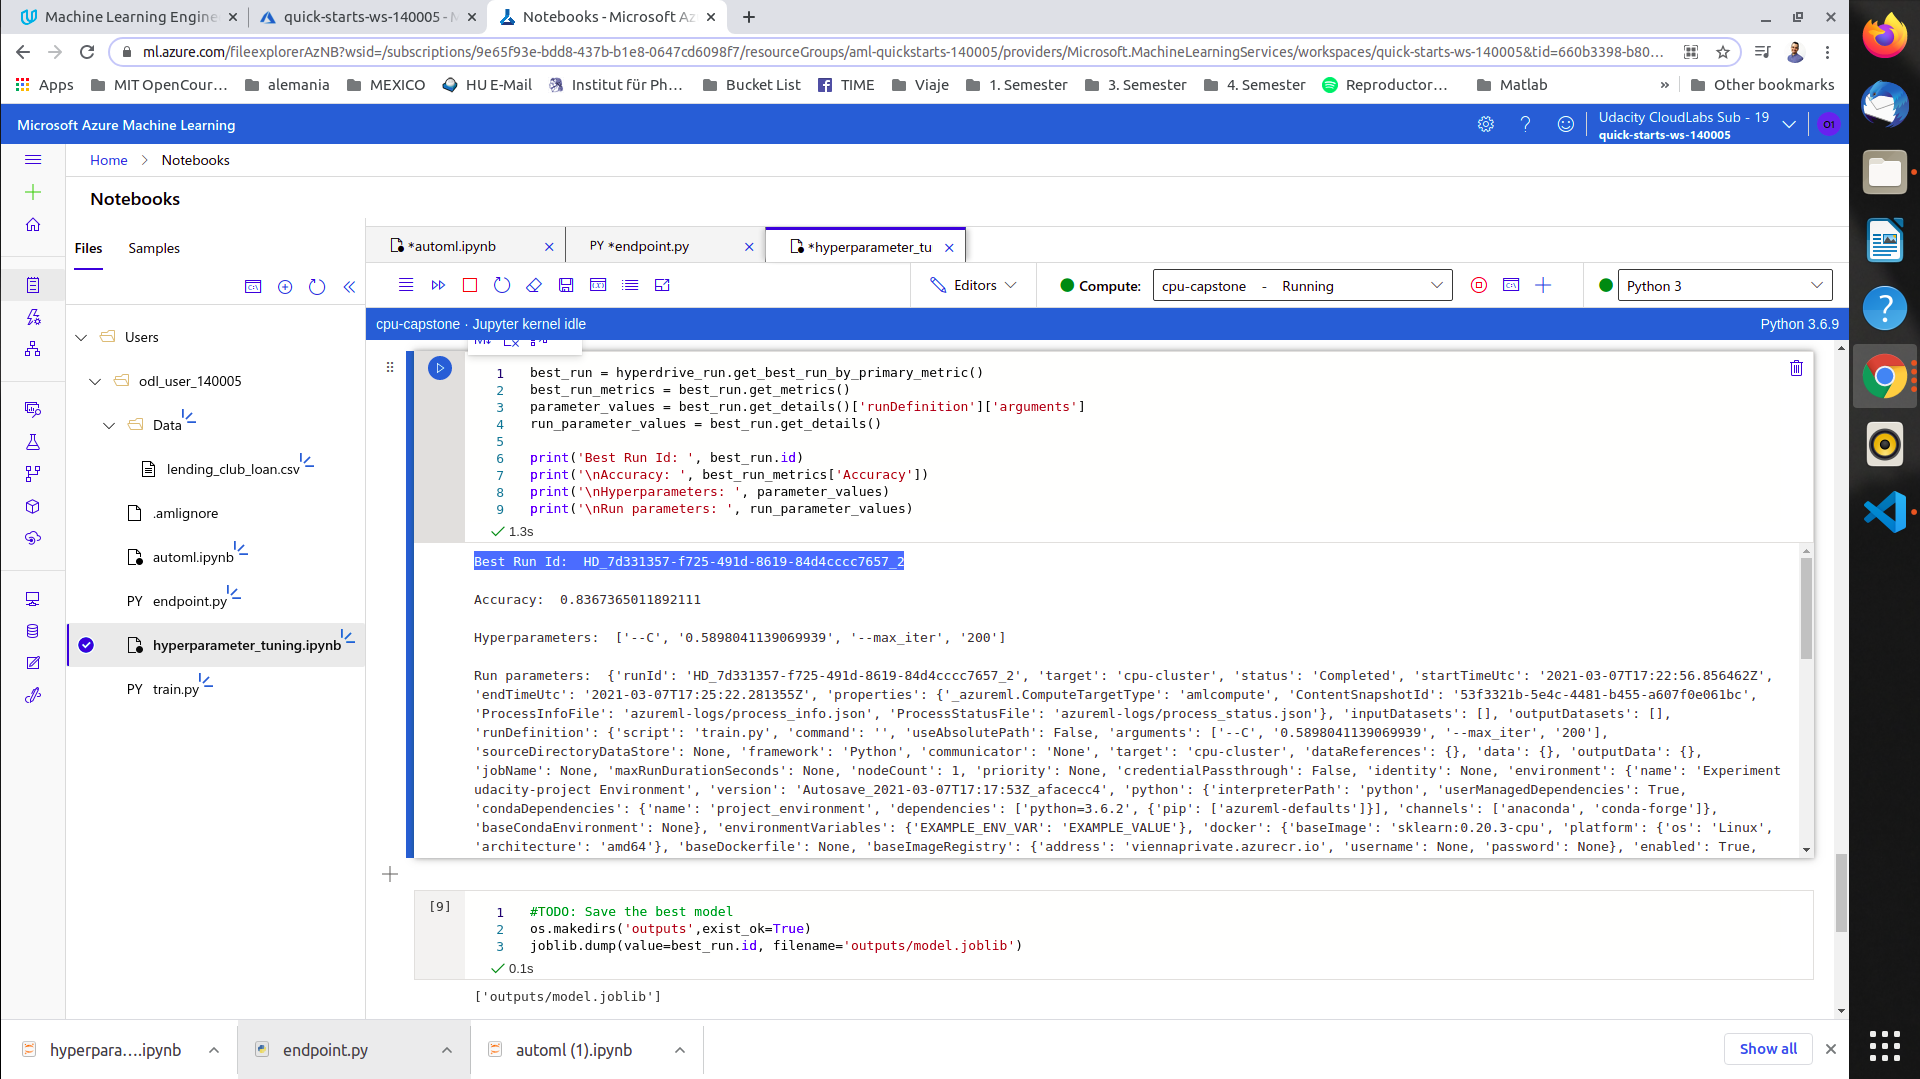 Machine Learning Engine
quick-starts-ws-140005 - M
Notebooks - Microsoft Az
ml.azure.com/fileexplorerAzNB?wsid=/subscriptions/9e65f93e-bdd8-437b-b1e8-0647cd6098f7/resourceGroups/aml-quickstarts-140005/providers/Microsoft.MachineLearningServices/workspaces/quick-starts-ws-140005&tid=660b3398-b80...
Apps MIT OpenCour... alemania MEXICO HU E-Mail Institut für Ph... Bucket List TIME Viaje 1. Semester 3. Semester 4. Semester Reproductor... Matlab » Other bookmarks
Microsoft Azure Machine Learning
Udacity CloudLabs Sub - 19
quick-starts-ws-140005
O1
Home > Notebooks
Notebooks
Files Samples
*automl.ipynb
PY *endpoint.py
*hyperparameter_tu
Editors
Compute: cpu-capstone - Running
Python 3
cpu-capstone · Jupyter kernel idle
Python 3.6.9
Users
odl_user_140005
Data
lending_club_loan.csv
.amlignore
automl.ipynb
PY endpoint.py
hyperparameter_tuning.ipynb
PY train.py
1 best_run = hyperdrive_run.get_best_run_by_primary_metric()
2 best_run_metrics = best_run.get_metrics()
3 parameter_values = best_run.get_details()['runDefinition']['arguments']
4 run_parameter_values = best_run.get_details()
5
6 print('Best Run Id: ', best_run.id)
7 print('\nAccuracy: ', best_run_metrics['Accuracy'])
8 print('\nHyperparameters: ', parameter_values)
9 print('\nRun parameters: ', run_parameter_values)
1.3s
Best Run Id:  HD_7d331357-f725-491d-8619-84d4cccc7657_2
Accuracy:  0.8367365011892111
Hyperparameters:  ['--C', '0.5898041139069939', '--max_iter', '200']
Run parameters:  {'runId': 'HD_7d331357-f725-491d-8619-84d4cccc7657_2', 'target': 'cpu-cluster', 'status': 'Completed', 'startTimeUtc': '2021-03-07T17:22:56.856462Z',
'endTimeUtc': '2021-03-07T17:25:22.281355Z', 'properties': {'_azureml.ComputeTargetType': 'amlcompute', 'ContentSnapshotId': '53f3321b-5e4c-4481-b455-a607f0e061bc',
'ProcessInfoFile': 'azureml-logs/process_info.json', 'ProcessStatusFile': 'azureml-logs/process_status.json'}, 'inputDatasets': [], 'outputDatasets': [],
'runDefinition': {'script': 'train.py', 'command': '', 'useAbsolutePath': False, 'arguments': ['--C', '0.5898041139069939', '--max_iter', '200'],
'sourceDirectoryDataStore': None, 'framework': 'Python', 'communicator': 'None', 'target': 'cpu-cluster', 'dataReferences': {}, 'data': {}, 'outputData': {},
'jobName': None, 'maxRunDurationSeconds': None, 'nodeCount': 1, 'priority': None, 'credentialPassthrough': False, 'identity': None, 'environment': {'name': 'Experiment
udacity-project Environment', 'version': 'Autosave_2021-03-07T17:17:53Z_afacecc4', 'python': {'interpreterPath': 'python', 'userManagedDependencies': True,
'condaDependencies': {'name': 'project_environment', 'dependencies': ['python=3.6.2', {'pip': ['azureml-defaults']}], 'channels': ['anaconda', 'conda-forge']},
'baseCondaEnvironment': None}, 'environmentVariables': {'EXAMPLE_ENV_VAR': 'EXAMPLE_VALUE'}, 'docker': {'baseImage': 'sklearn:0.20.3-cpu', 'platform': {'os': 'Linux',
'architecture': 'amd64'}, 'baseDockerfile': None, 'baseImageRegistry': {'address': 'viennaprivate.azurecr.io', 'username': None, 'password': None}, 'enabled': True,
[9]
1 #TODO: Save the best model
2 os.makedirs('outputs',exist_ok=True)
3 joblib.dump(value=best_run.id, filename='outputs/model.joblib')
0.1s
['outputs/model.joblib']
hyperpara....ipynb
endpoint.py
automl (1).ipynb
Show all